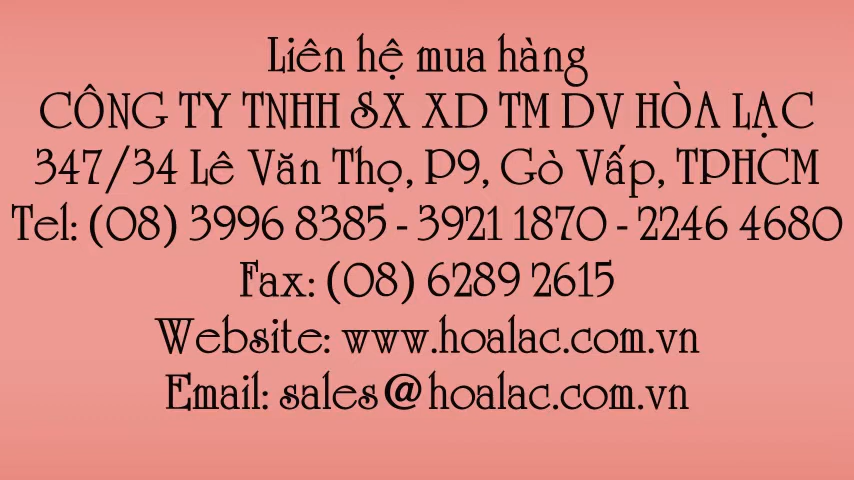 Liên hệ mua hàng
CÔNG TY TNHH SX XD TM DV HÒA LẠC
347/34 Lê Văn Thọ, P9, Gò Vấp, TPHCM
Tel: (08) 3996 8385 - 3921 1870 - 2246 4680
Fax: (08) 6289 2615
Website: www.hoalac.com.vn
Email: sales@hoalac.com.vn